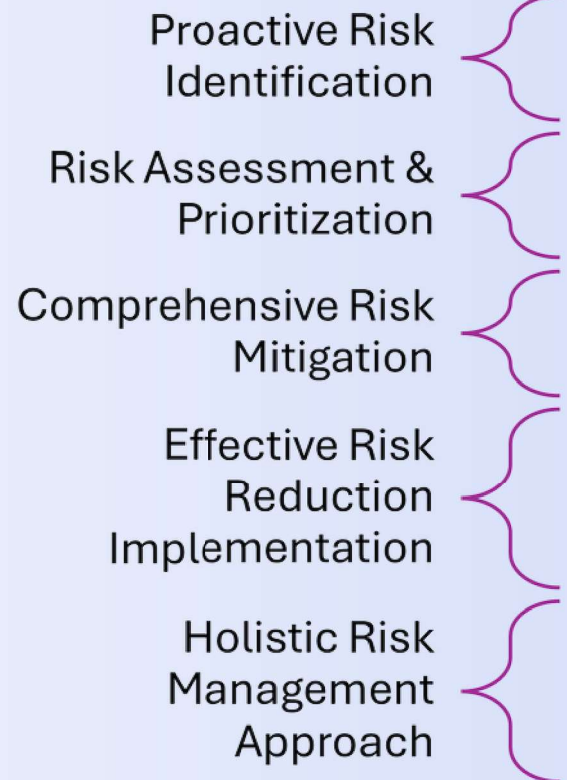 Proactive Risk
Identification
Risk Assessment &
Prioritization
Comprehensive Risk
Mitigation
Effective Risk
Reduction
Implementation
Holistic Risk
Management
Approach